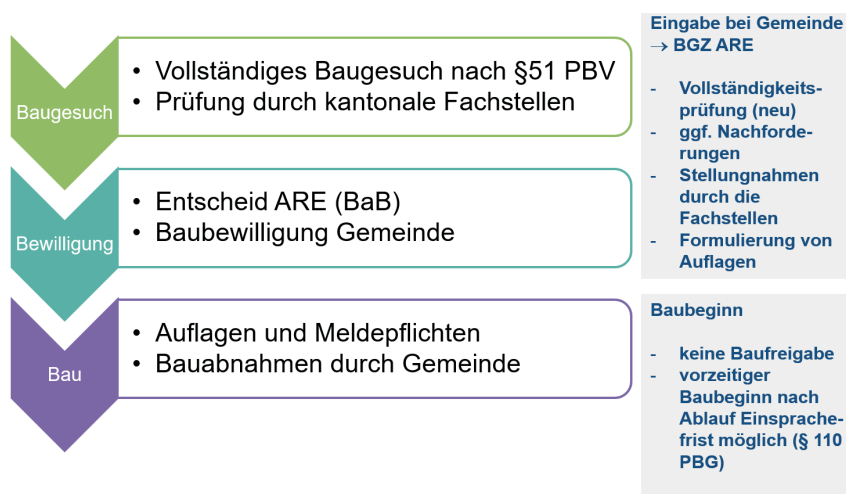 Baugesuch
• Vollständiges Baugesuch nach §51 PBV
• Prüfung durch kantonale Fachstellen
Bewilligung
• Entscheid ARE (BaB)
• Baubewilligung Gemeinde
Bau
• Auflagen und Meldepflichten
• Bauabnahmen durch Gemeinde
Eingabe bei Gemeinde
→ BGZ ARE
- Vollständigkeits-
prüfung (neu)
- ggf. Nachforde-
rungen
- Stellungnahmen
durch die
Fachstellen
- Formulierung von
Auflagen
Baubeginn
- keine Baufreigabe
- vorzeitiger
Baubeginn nach
Ablauf Einsprache-
frist möglich (§ 110
PBG)